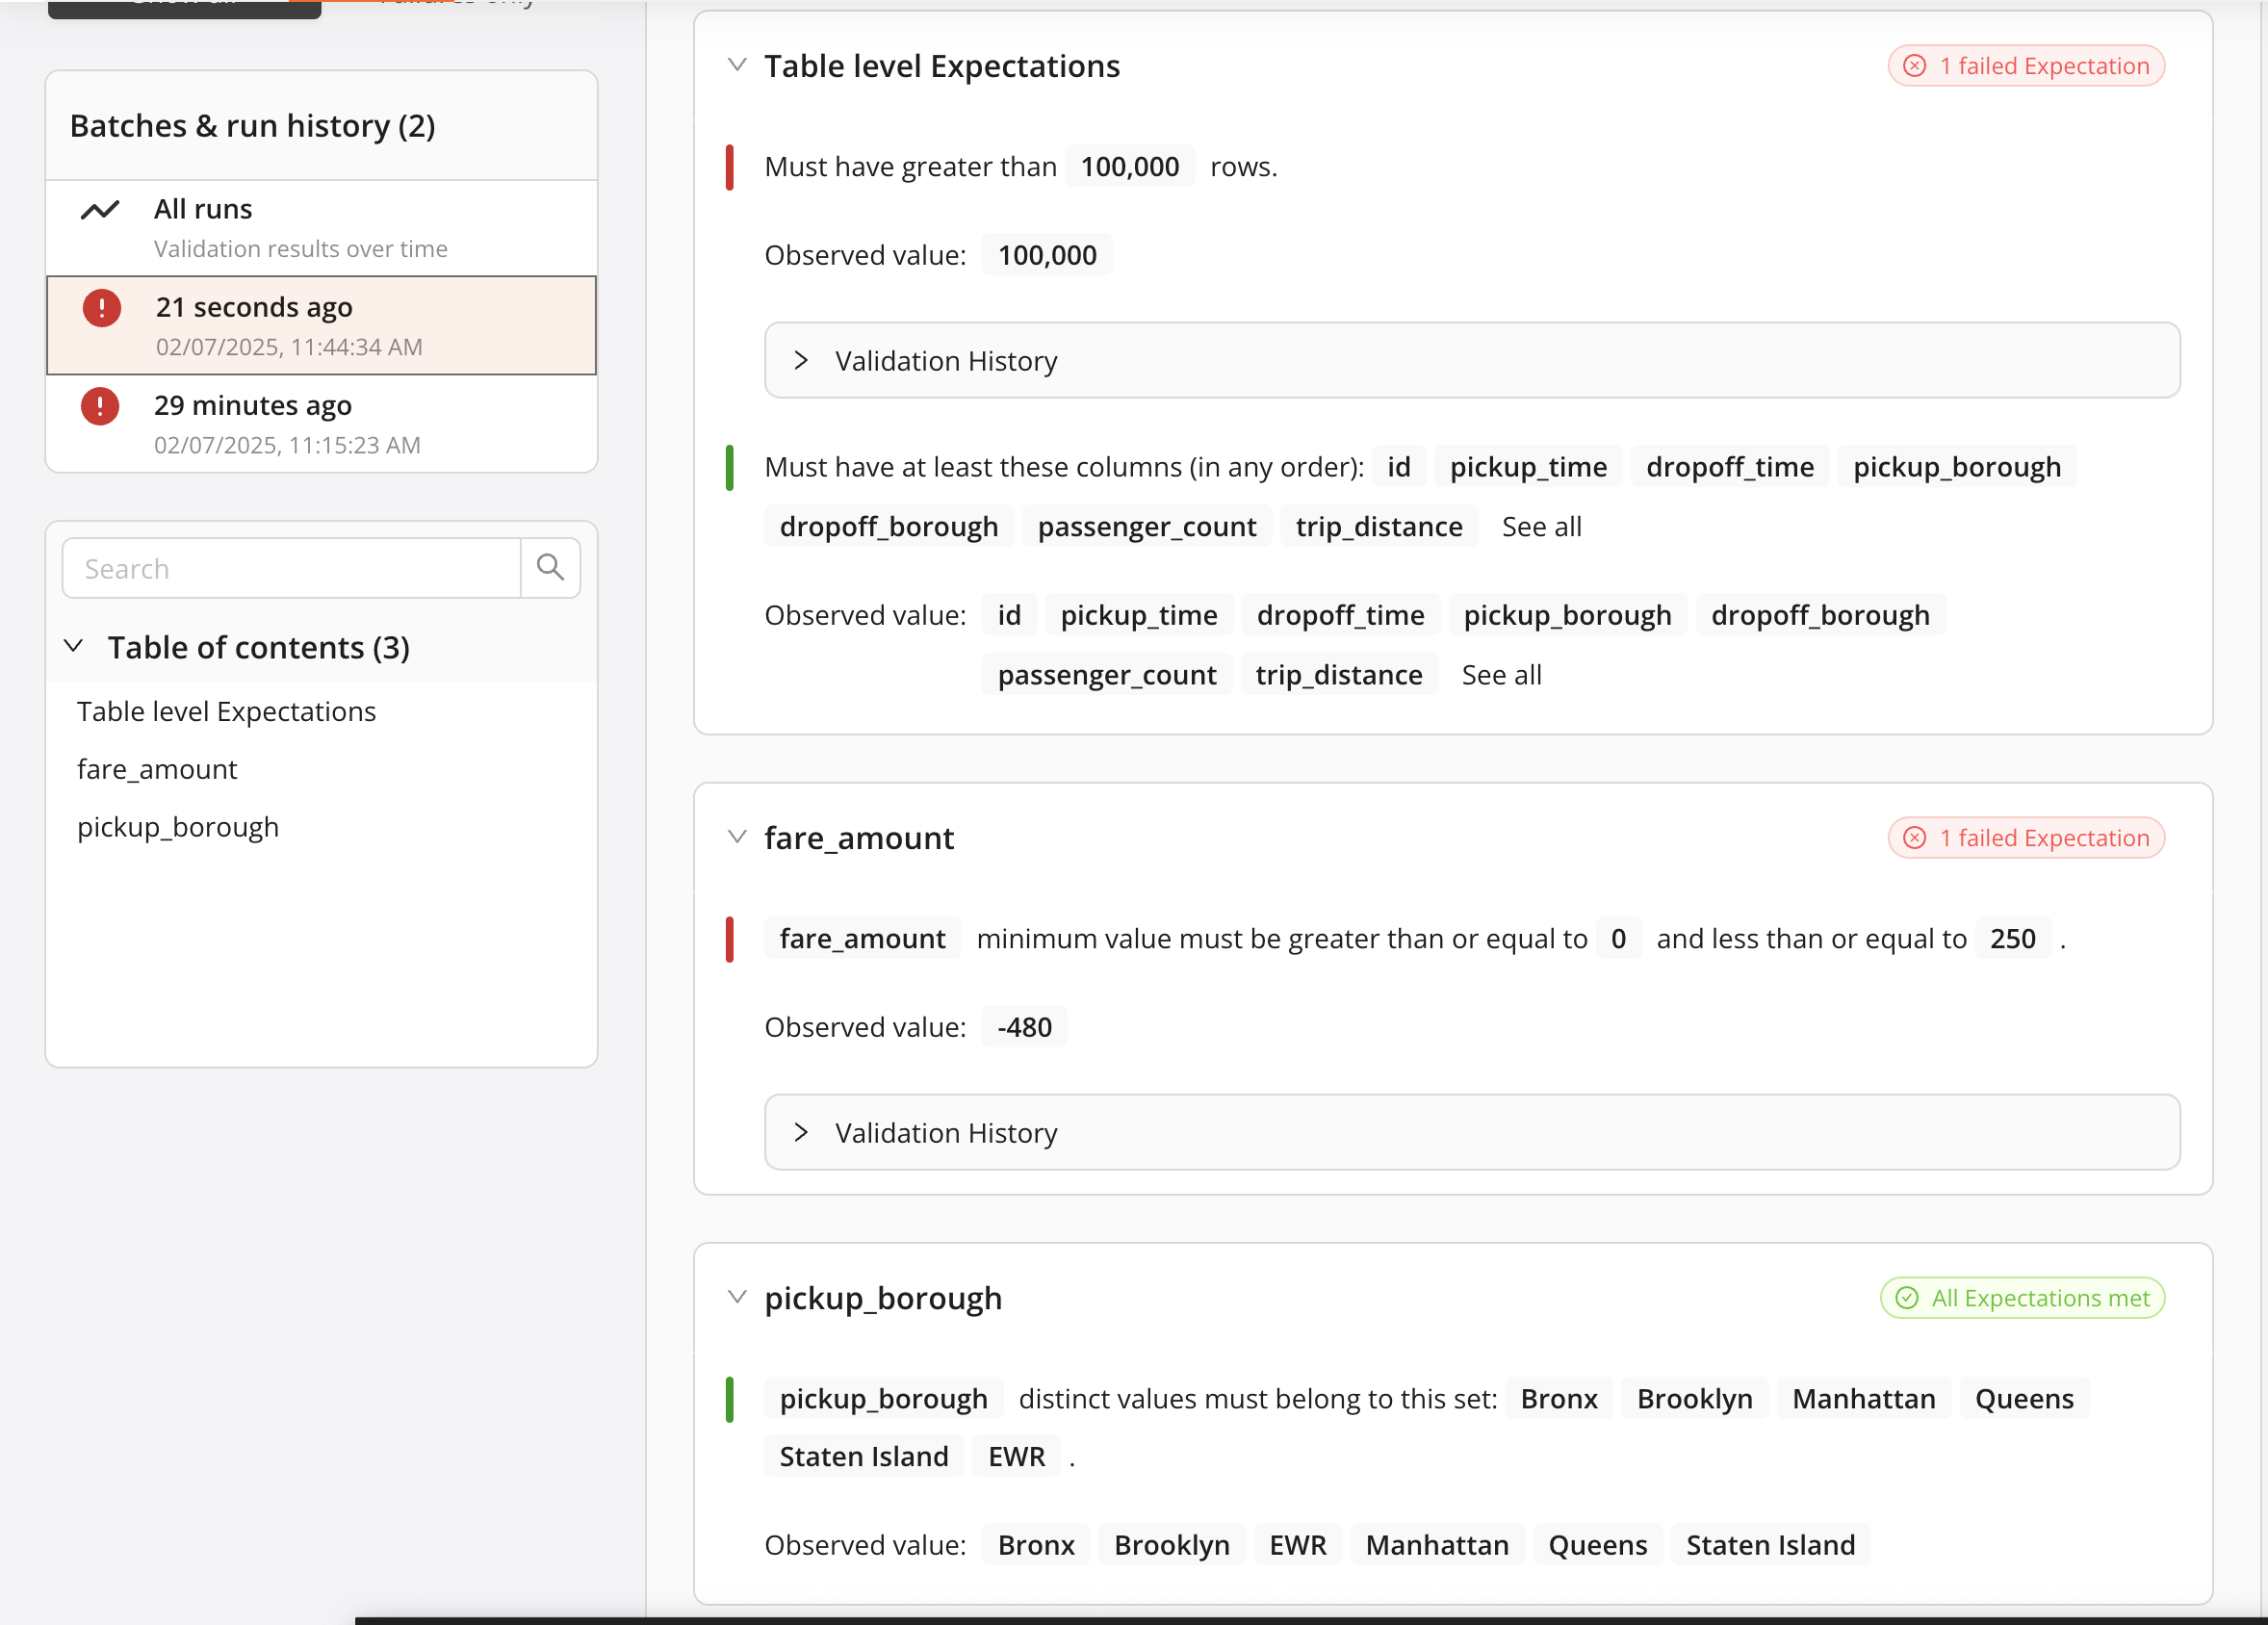 Batches & run history (2)
All runs
Validation results over time
21 seconds ago
02/07/2025, 11:44:34 AM
29 minutes ago
02/07/2025, 11:15:23 AM
Search
Table of contents (3)
Table level Expectations
fare_amount
pickup_borough
Table level Expectations
1 failed Expectation
Must have greater than 100,000 rows.
Observed value: 100,000
Validation History
Must have at least these columns (in any order): id pickup_time dropoff_time pickup_borough
dropoff_borough passenger_count trip_distance See all
Observed value: id pickup_time dropoff_time pickup_borough dropoff_borough
passenger_count trip_distance See all
fare_amount
1 failed Expectation
fare_amount minimum value must be greater than or equal to 0 and less than or equal to 250 .
Observed value: -480
Validation History
pickup_borough
All Expectations met
pickup_borough distinct values must belong to this set: Bronx Brooklyn Manhattan Queens
Staten Island EWR .
Observed value: Bronx Brooklyn EWR Manhattan Queens Staten Island